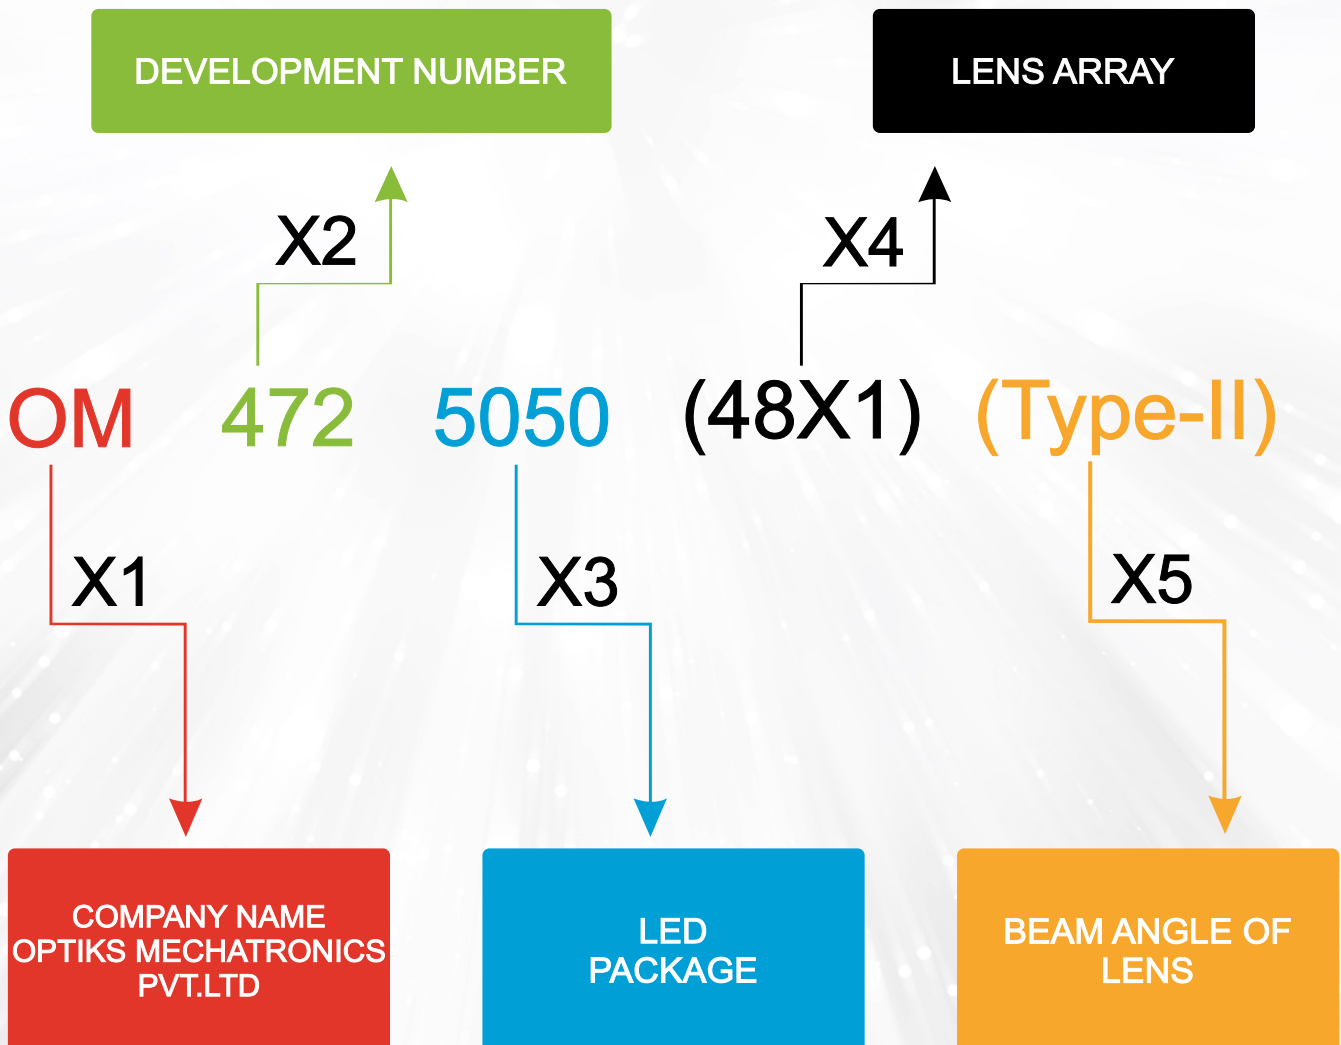 DEVELOPMENT NUMBER
LENS ARRAY
X2
X4
OM 472 5050 (48X1) (Type-II)
X1
X3
X5
COMPANY NAME
OPTIKS MECHATRONICS
PVT.LTD
LED
PACKAGE
BEAM ANGLE OF
LENS